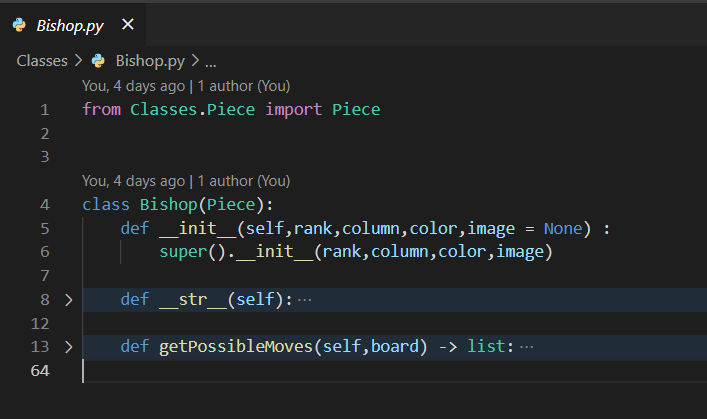 Bishop.py ×
Classes > Bishop.py > ...
You, 4 days ago | 1 author (You)
1 from Classes.Piece import Piece
2
3
You, 4 days ago | 1 author (You)
4 class Bishop(Piece):
5     def __init__(self,rank,column,color,image = None) :
6         super().__init__(rank,column,color,image)
7
8 >     def __str__(self):···
12
13 >     def getPossibleMoves(self,board) -> list:···
64